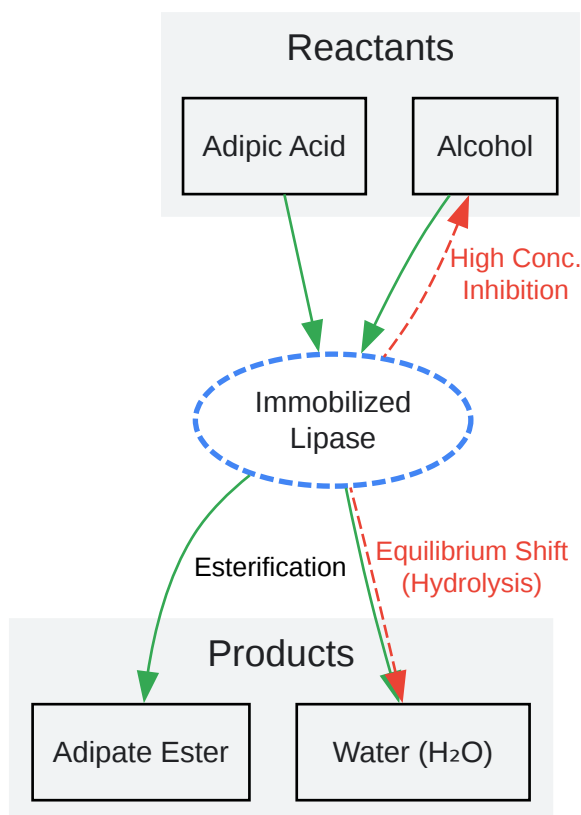 Reactants
Adipic Acid
Alcohol
High Conc.
Inhibition
Immobilized
Lipase
Esterification
Equilibrium Shift
(Hydrolysis)
Products
Adipate Ester
Water (H₂O)